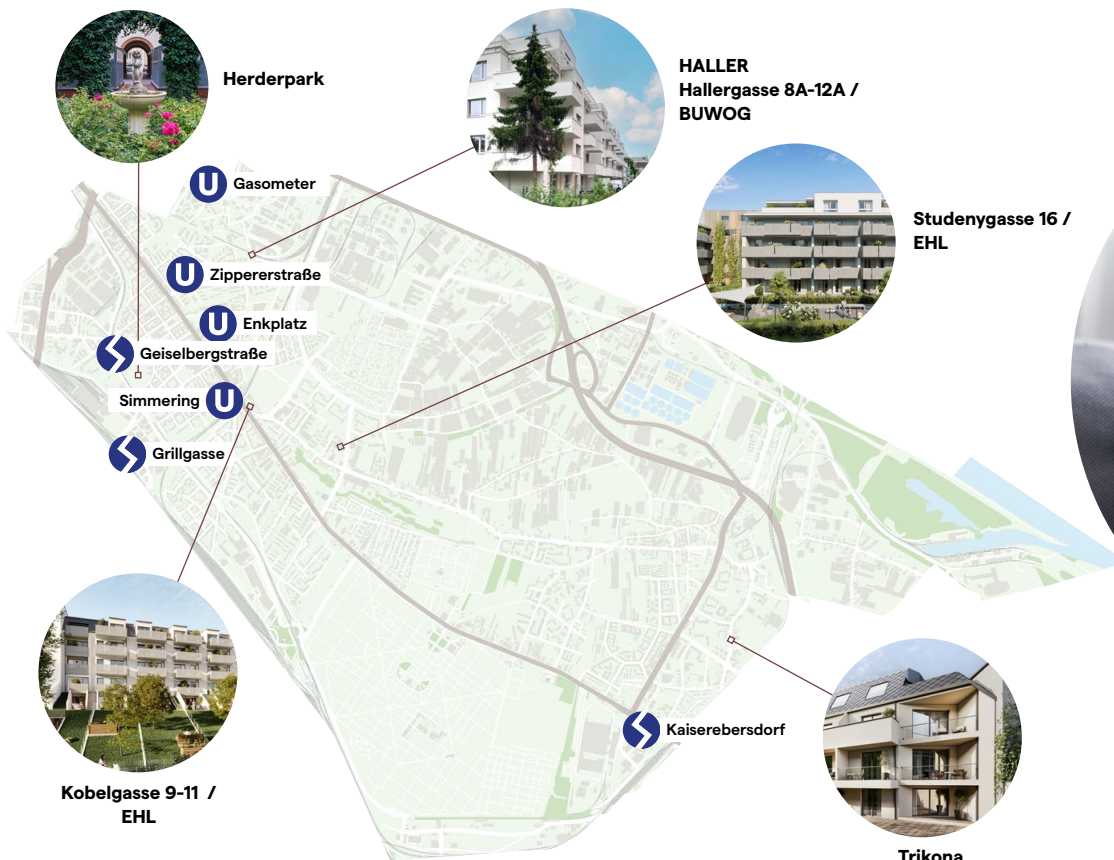 Herderpark
HALLER
Hallergasse 8A-12A /
BUWOG
Studenygasse 16 /
EHL
U Gasometer
U Zippererstraße
U Enkplatz
Geiselbergstraße
Simmering U
Grillgasse
Kaiserebersdorf
Kobelgasse 9-11 /
EHL
Trikona